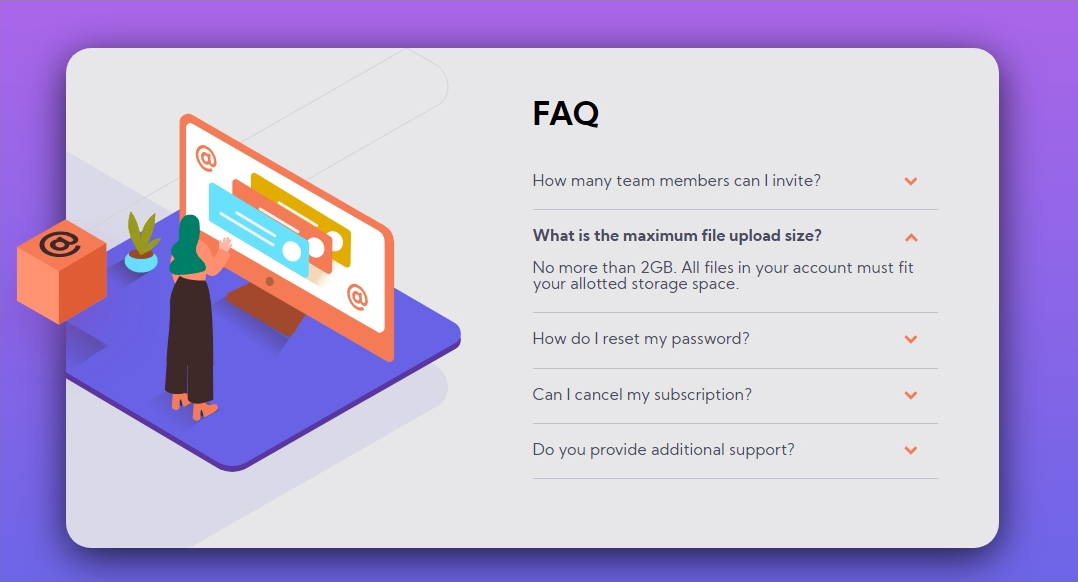 FAQ
How many team members can I invite?
What is the maximum file upload size?
No more than 2GB. All files in your account must fit
your allotted storage space.
How do I reset my password?
Can I cancel my subscription?
Do you provide additional support?
@
@
@